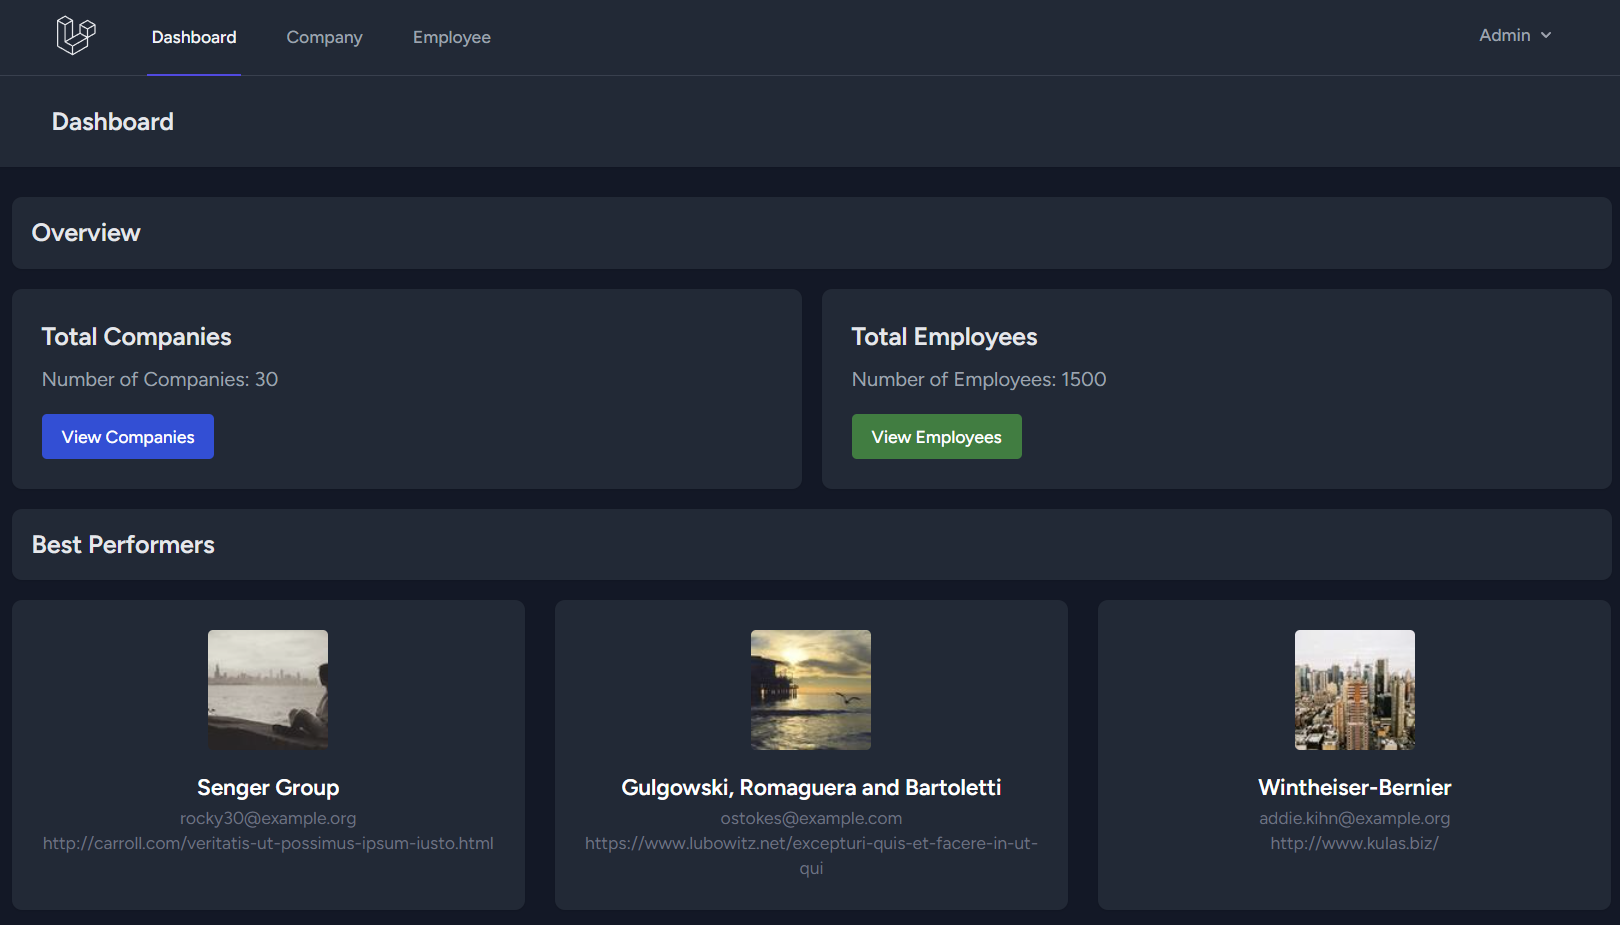 Dashboard
Company
Employee
Admin
Dashboard
Overview
Total Companies
Number of Companies: 30
View Companies
Total Employees
Number of Employees: 1500
View Employees
Best Performers
Senger Group
rocky30@example.org
http://carroll.com/veritatis-ut-possimus-ipsum-iusto.html
Gulgowski, Romaguera and Bartoletti
ostokes@example.com
https://www.lubowitz.net/excepturi-quis-et-facere-in-ut-
qui
Wintheiser-Bernier
addie.kihn@example.org
http://www.kulas.biz/